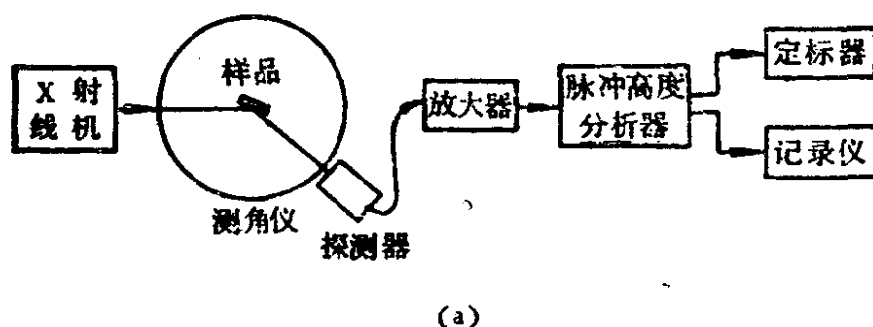 X 射
线 机
样品
测角仪
探测器
放大器
脉冲高度
分析器
定标器
记录仪
(a)